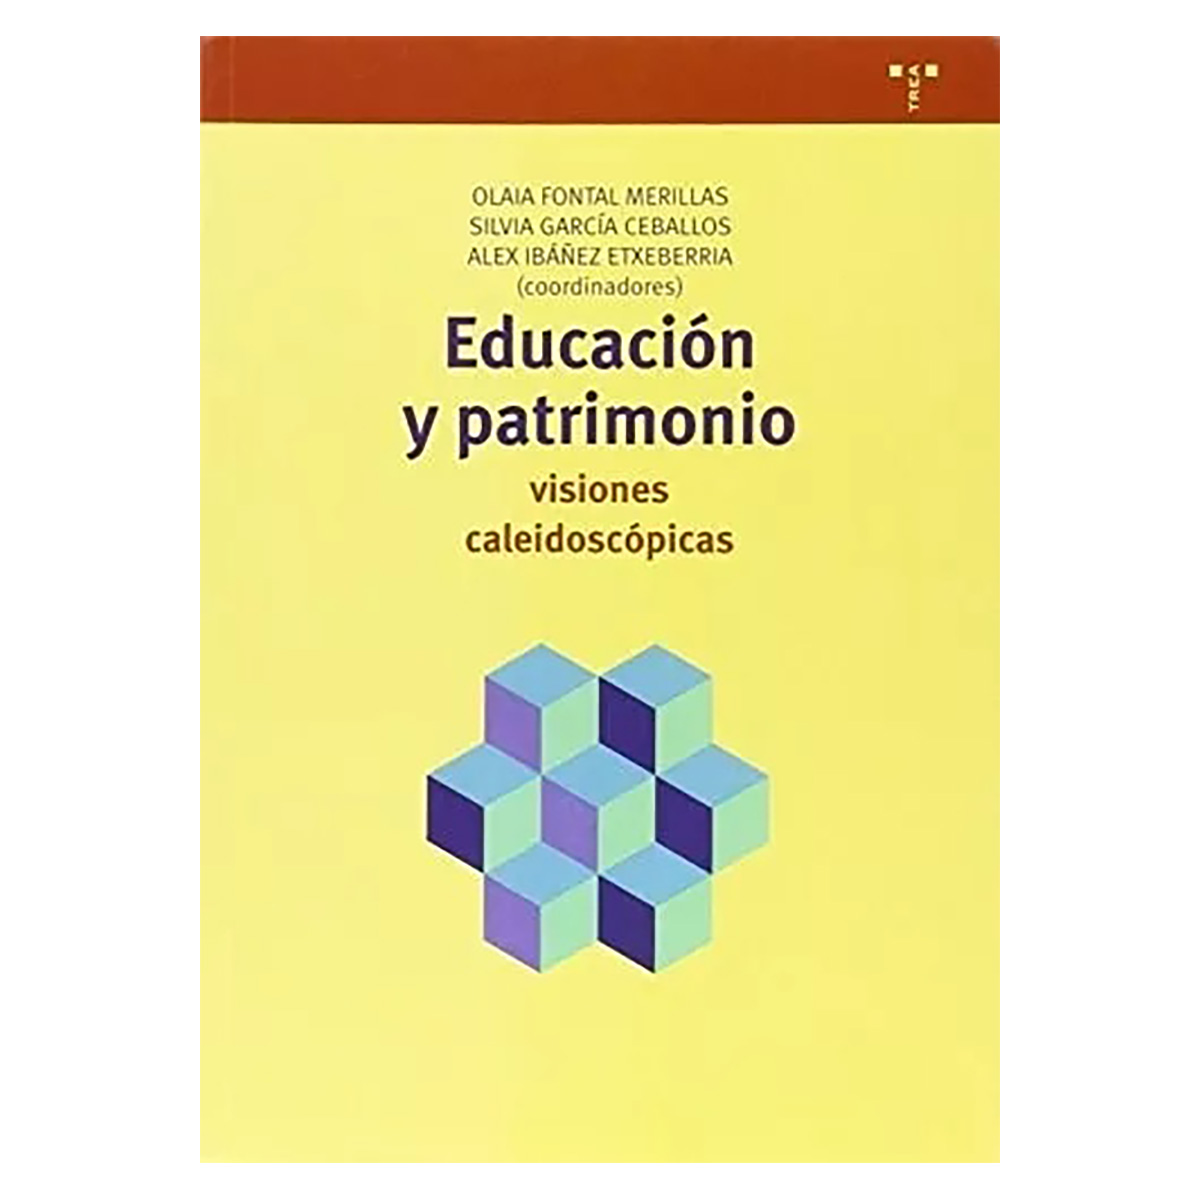 TREA
OLAIA FONTAL MERILLAS
SILVIA GARCÍA CEBALLOS
ALEX IBÁÑEZ ETXEBERRIA
(coordinadores)
Educación
y patrimonio
visiones
caleidoscópicas